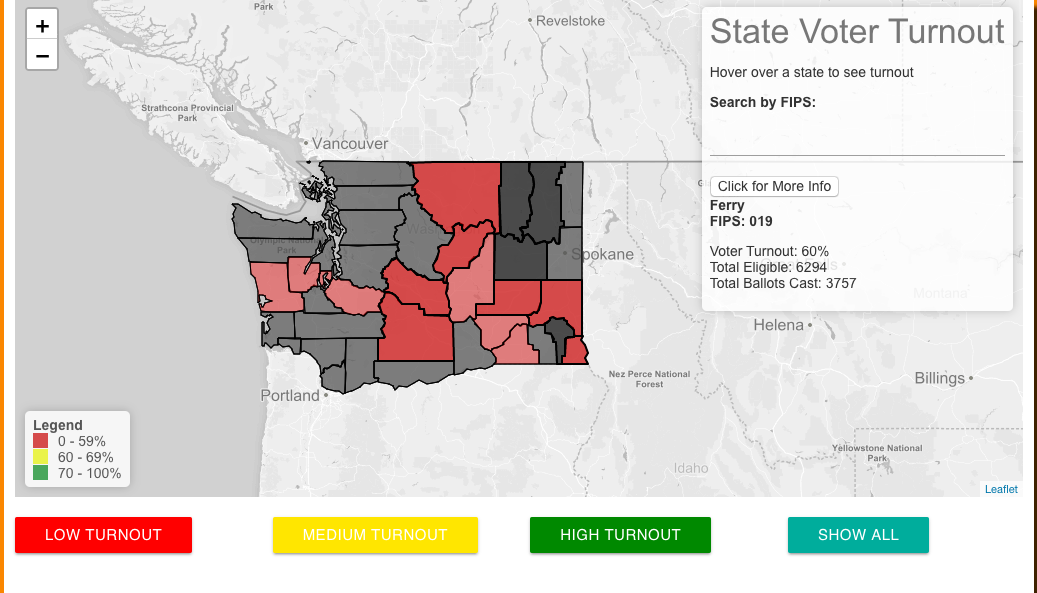 +
−
Park
Revelstoke
State Voter Turnout
Hover over a state to see turnout
Search by FIPS:
Strathcona Provincial
Park
Vancouver
Click for More Info
Ferry
FIPS: 019
Spokane
Voter Turnout: 60%
Total Eligible: 6294
Total Ballots Cast: 3757
Montana
Helena
Portland
Nez Perce National
Forest
Billings
Legend
0 - 59%
60 - 69%
70 - 100%
Yellowstone National
Park
Idaho
Leaflet
LOW TURNOUT
MEDIUM TURNOUT
HIGH TURNOUT
SHOW ALL